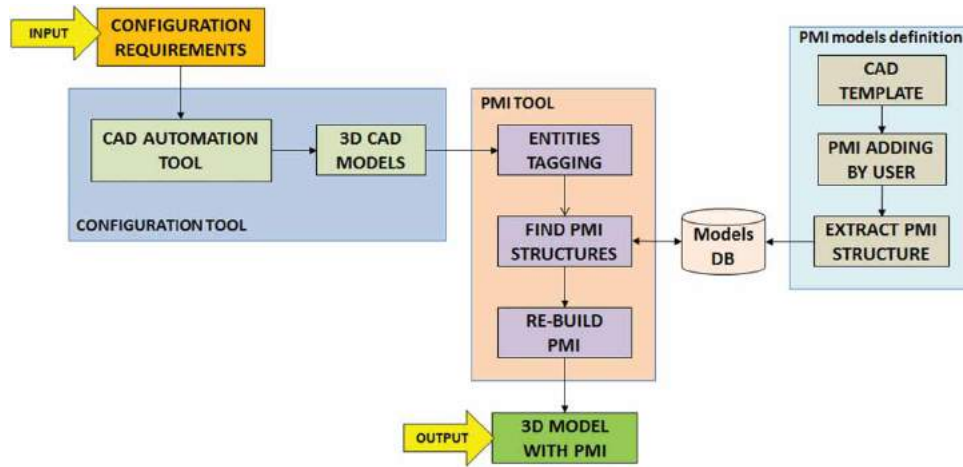 INPUT
CONFIGURATION
REQUIREMENTS
CAD AUTOMATION
TOOL
3D CAD
MODELS
CONFIGURATION TOOL
PMI TOOL
ENTITIES
TAGGING
FIND PMI
STRUCTURES
RE-BUILD
PMI
Models
DB
PMI models definition
CAD
TEMPLATE
PMI ADDING
BY USER
EXTRACT PMI
STRUCTURE
OUTPUT
3D MODEL
WITH PMI